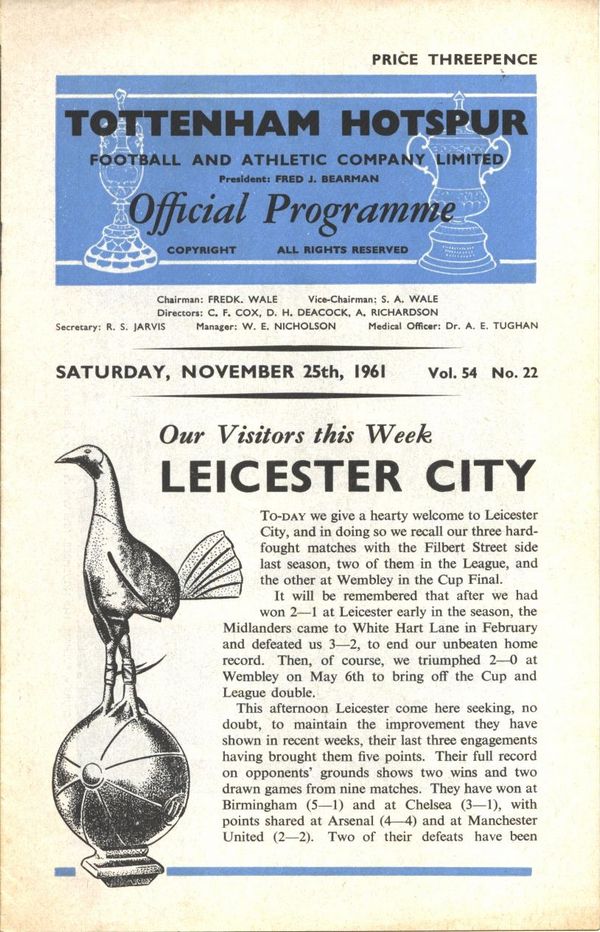 PRICE THREEPENCE
TOTTENHAM HOTSPUR
FOOTBALL AND ATHLETIC COMPANY LIMITED
President: FRED J. BEARMAN
Official Programme
COPYRIGHT ALL RIGHTS RESERVED
Chairman: FREDK. WALE Vice-Chairman: S. A. WALE
Directors: C. F. COX, D. H. DEACOCK, A. RICHARDSON
Secretary: R. S. JARVIS Manager: W. E. NICHOLSON Medical Officer: Dr. A. E. TUGHAN
SATURDAY, NOVEMBER 25th, 1961 Vol. 54 No. 22
Our Visitors this Week
LEICESTER CITY
TO-DAY we give a hearty welcome to Leicester
City, and in doing so we recall our three hard-
fought matches with the Filbert Street side
last season, two of them in the League, and
the other at Wembley in the Cup Final.
It will be remembered that after we had
won 2—1 at Leicester early in the season, the
Midlanders came to White Hart Lane in February
and defeated us 3—2, to end our unbeaten home
record. Then, of course, we triumphed 2—0 at
Wembley on May 6th to bring off the Cup and
League double.
This afternoon Leicester come here seeking, no
doubt, to maintain the improvement they have
shown in recent weeks, their last three engagements
having brought them five points. Their full record
on opponents' grounds shows two wins and two
drawn games from nine matches. They have won at
Birmingham (5—1) and at Chelsea (3—1), with
points shared at Arsenal (4—4) and at Manchester
United (2—2). Two of their defeats have been